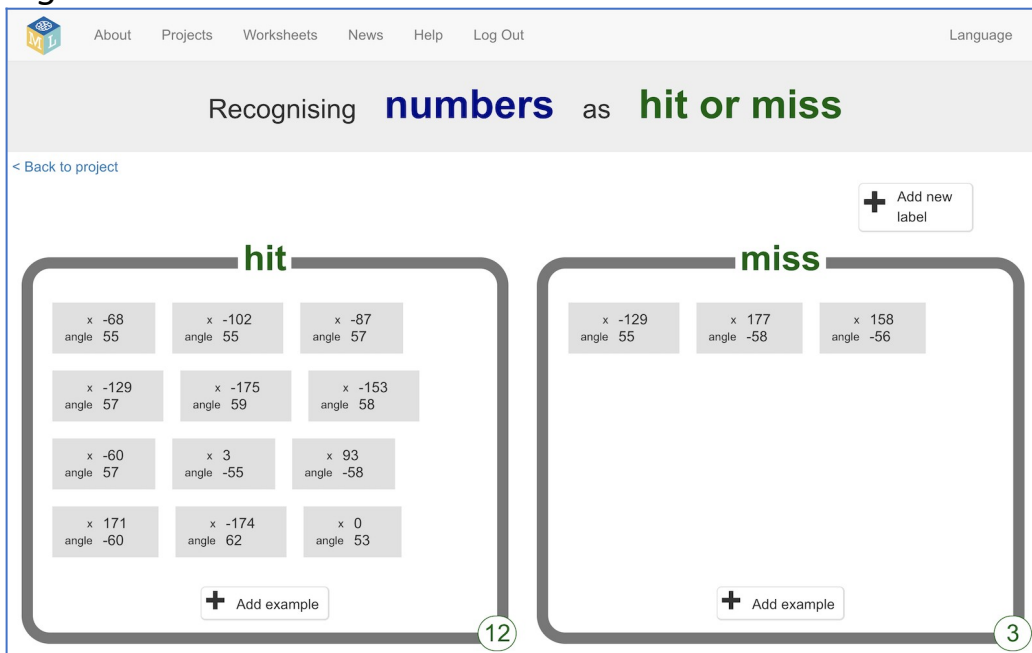 ML
About Projects Worksheets News Help Log Out Language
Recognising numbers as hit or miss
< Back to project
Add new
label
hit
x -68 x -102 x -87
angle 55 angle 55 angle 57
x -129 x -175 x -153
angle 57 angle 59 angle 58
x -60 x 3 x 93
angle 57 angle -55 angle -58
x 171 x -174 x 0
angle -60 angle 62 angle 53
Add example
12
miss
x -129 x 177 x 158
angle 55 angle -58 angle -56
Add example
3